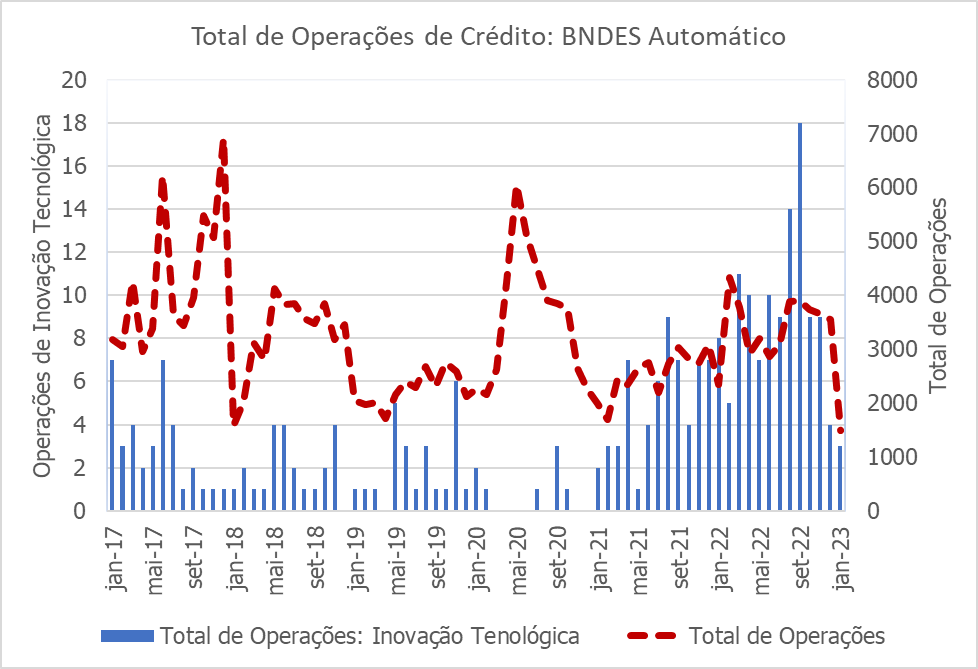 Total de Operações de Crédito: BNDES Automático
Operações de Inovação Tecnológica
20
18
16
14
12
10
8
6
4
2
0
8000
7000
6000
5000
4000
3000
2000
1000
0
Total de Operações
jan-17
mai-17
set-17
jan-18
mai-18
set-18
jan-19
mai-19
set-19
jan-20
mai-20
set-20
jan-21
mai-21
set-21
jan-22
mai-22
set-22
jan-23
Total de Operações: Inovação Tenológica
Total de Operações